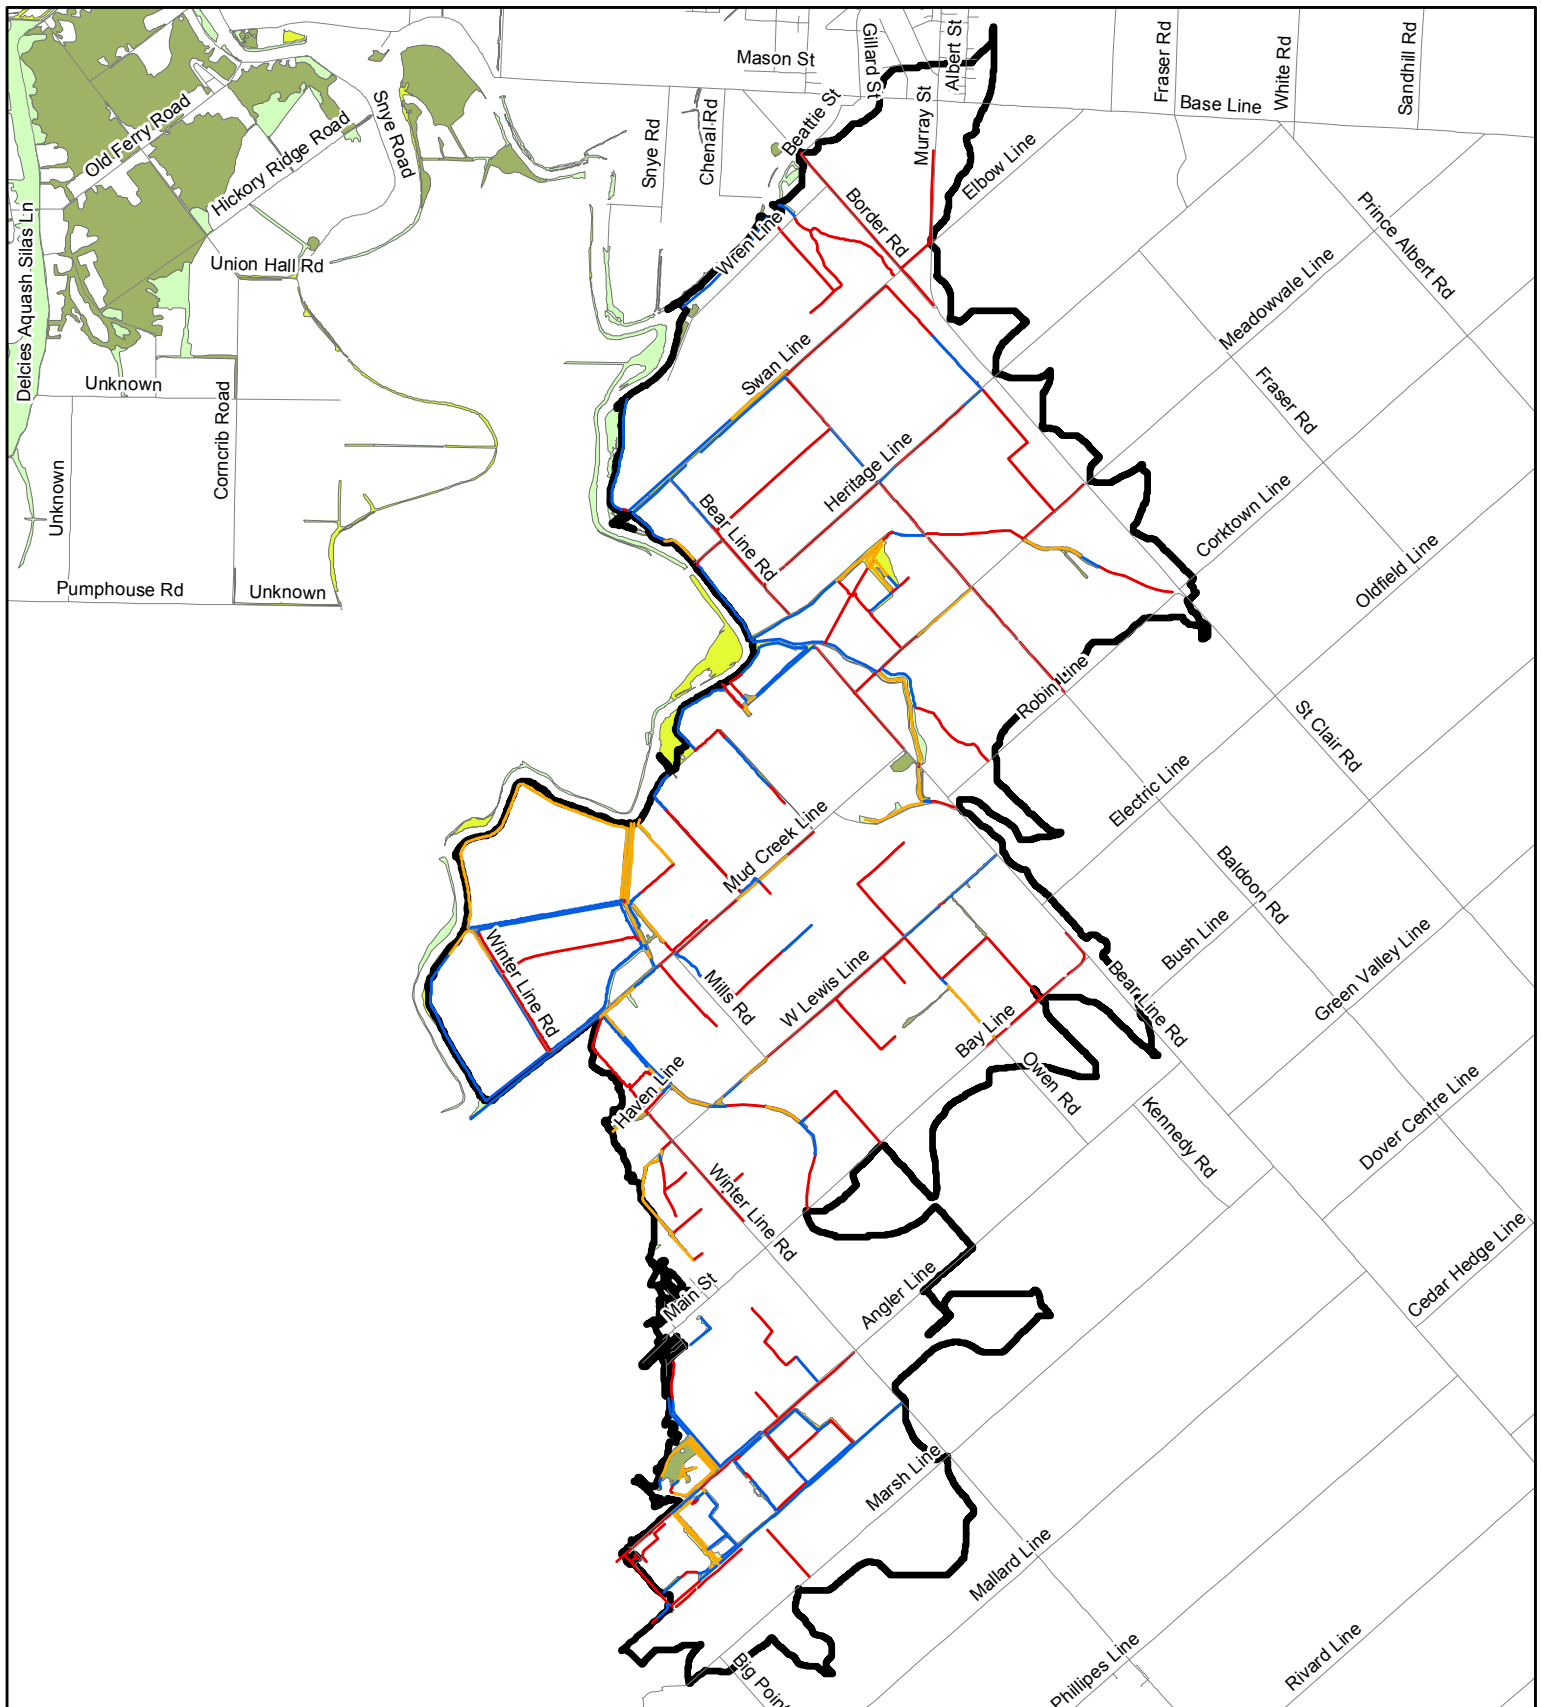 Mason St
Gillard St
Albert St
Fraser Rd
White Rd
Sandhill Rd
Base Line
Old Ferry Road
Snye Road
Hickory Ridge Road
Snye Rd
Chenal Rd
Beattie St
Murray St
Elbow Line
Border Rd
Wren Line
Prince Albert Rd
Delcies Aquash Silas Ln
Union Hall Rd
Meadowvale Line
Swan Line
Fraser Rd
Unknown
Corncrib Road
Unknown
Heritage Line
Bear Line Rd
Corktown Line
Oldfield Line
Pumphouse Rd
Unknown
Robin Line
St Clair Rd
Electric Line
Mud Creek Line
Baldoon Rd
Bush Line
Green Valley Line
Winter Line Rd
Mills Rd
W Lewis Line
Bear Line Rd
Bay Line
Owen Rd
Haven Line
Kennedy Rd
Dover Centre Line
Winter Line Rd
Cedar Hedge Line
Main St
Angler Line
Marsh Line
Mallard Line
Phillipes Line
Rivard Line
Big Point